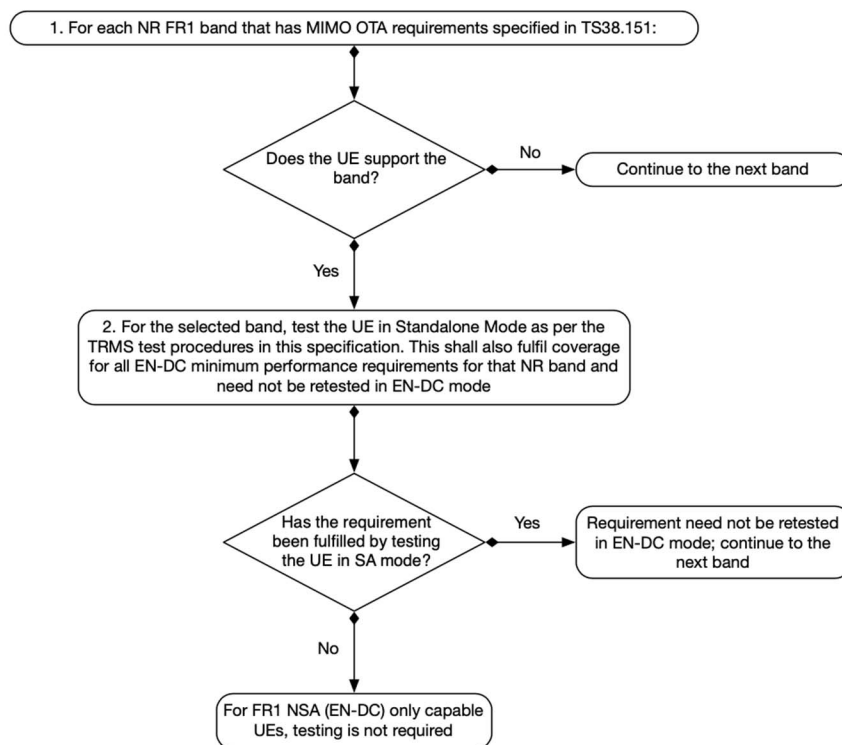 1. For each NR FR1 band that has MIMO OTA requirements specified in TS38.151:
Does the UE support the
band?
No
Continue to the next band
Yes
2. For the selected band, test the UE in Standalone Mode as per the
TRMS test procedures in this specification. This shall also fulfil coverage
for all EN-DC minimum performance requirements for that NR band and
need not be retested in EN-DC mode
Has the requirement
been fulfilled by testing
the UE in SA mode?
Yes
Requirement need not be retested
in EN-DC mode; continue to the
next band
No
For FR1 NSA (EN-DC) only capable
UEs, testing is not required